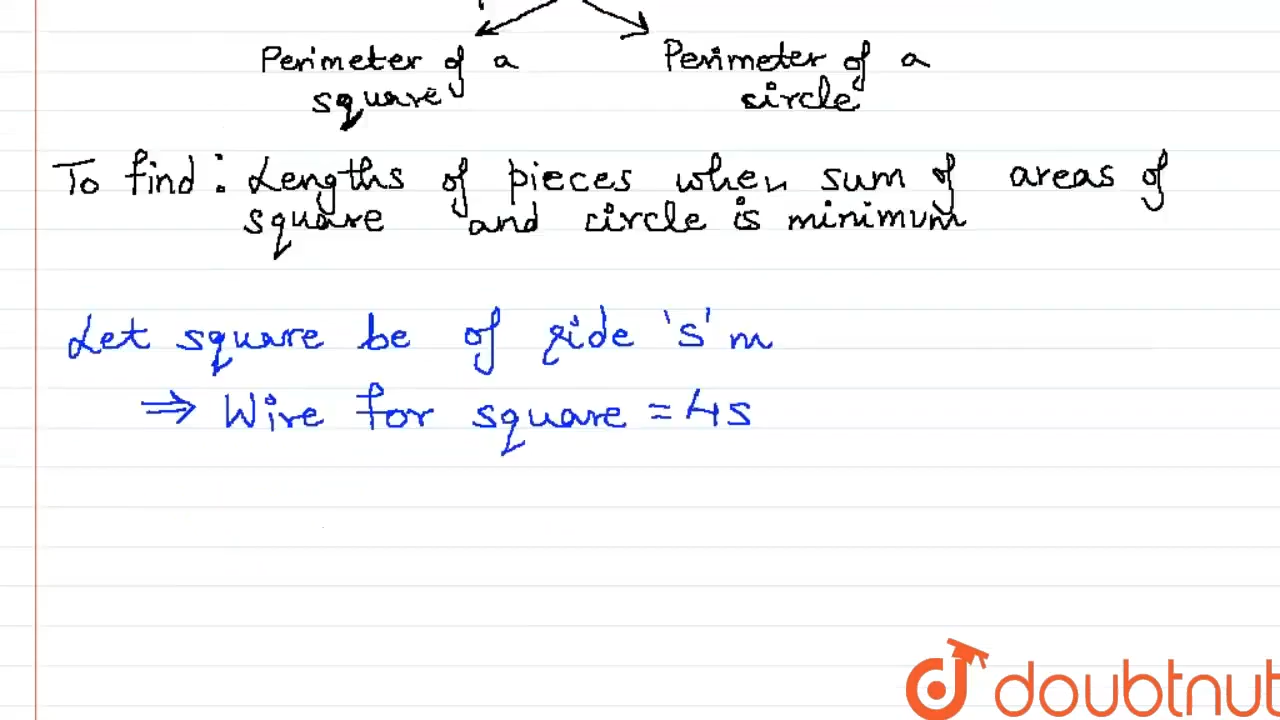 Perimeter of a Perimeter of a
square circle
To find: Lengths of pieces when sum of areas of
square and circle is minimum
Let square be of side 's' m
⇒ Wire for square = 4s
doubtnut